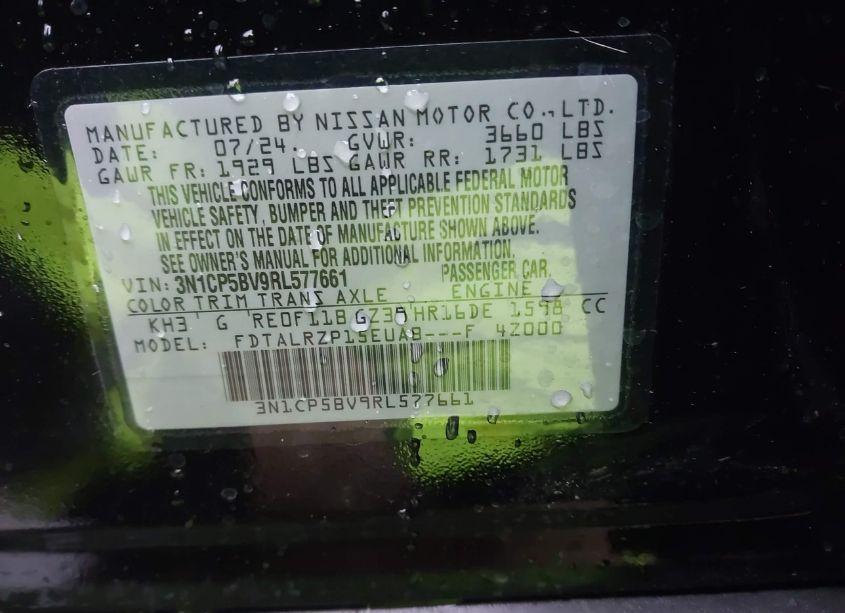 MANUFACTURED BY NISSAN MOTOR CO., LTD.
DATE: 07/24. GVWR: 3660 LBS
GAWR FR: 1929 LBS GAWR RR: 1731 LBS
THIS VEHICLE CONFORMS TO ALL APPLICABLE FEDERAL MOTOR
VEHICLE SAFETY, BUMPER AND THEFT PREVENTION STANDARDS
IN EFFECT ON THE DATE OF MANUFACTURE SHOWN ABOVE.
SEE OWNER'S MANUAL FOR ADDITIONAL INFORMATION.
VIN: 3N1CP5BV9RL577661 PASSENGER CAR.
COLOR TRIM TRANS AXLE ENGINE
KH3 G RE0F11B GZ38 HR16DE 1598 CC
MODEL: FDTALRZP15EUAB---F 42000
3N1CP5BV9RL577661